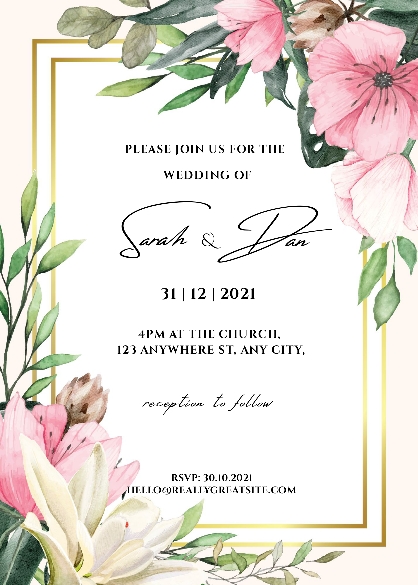 PLEASE JOIN US FOR THE
WEDDING OF
Sarah & Dan
31 | 12 | 2021
4PM AT THE CHURCH,
123 ANYWHERE ST, ANY CITY,
reception to follow
RSVP: 30.10.2021
HELLO@REALLYGREATSITE.COM